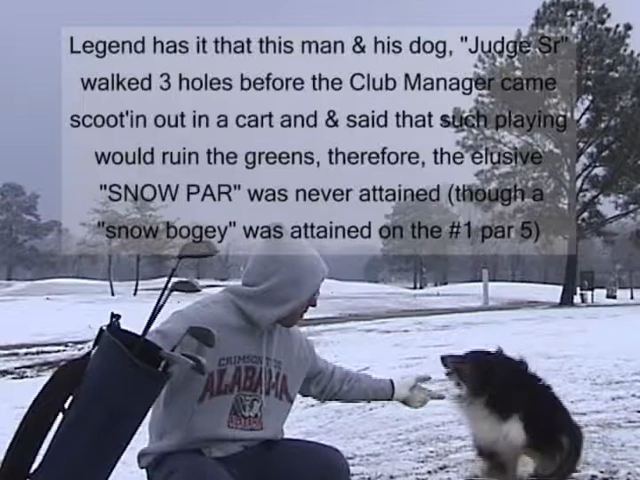 Legend has it that this man & his dog, "Judge Sr"
walked 3 holes before the Club Manager came
scoot'in out in a cart and & said that such playing
would ruin the greens, therefore, the elusive
"SNOW PAR" was never attained (though a
"snow bogey" was attained on the #1 par 5)
CRIMSON
ALABAMA